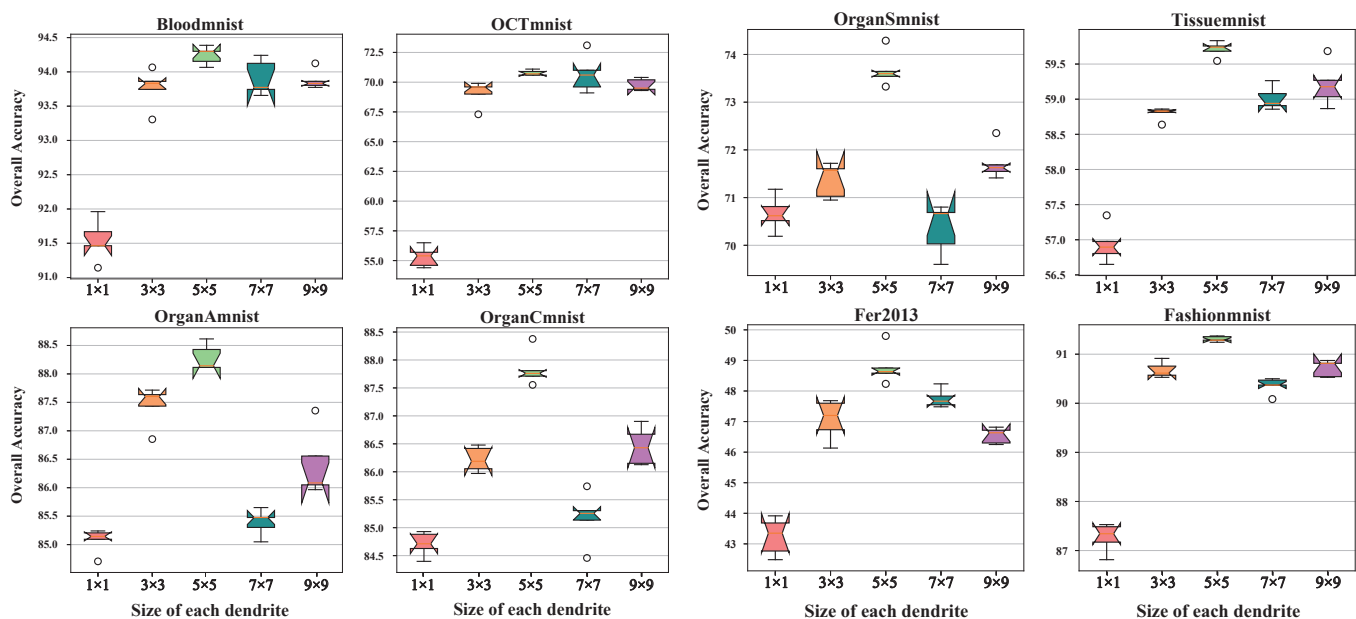 Bloodmnist
OCTmnist
OrganSmnist
Tissuemnist
Overall Accuracy
94.5
94.0
93.5
93.0
92.5
92.0
91.5
91.0
1×1 3×3 5×5 7×7 9×9
72.5
70.0
67.5
65.0
62.5
60.0
57.5
55.0
1×1 3×3 5×5 7×7 9×9
Overall Accuracy
74
73
72
71
70
1×1 3×3 5×5 7×7 9×9
59.5
59.0
58.5
58.0
57.5
57.0
56.5
1×1 3×3 5×5 7×7 9×9
OrganAmnist
OrganCmnist
Fer2013
Fashionmnist
Overall Accuracy
88.5
88.0
87.5
87.0
86.5
86.0
85.5
85.0
1×1 3×3 5×5 7×7 9×9
Size of each dendrite
88.5
88.0
87.5
87.0
86.5
86.0
85.5
85.0
84.5
1×1 3×3 5×5 7×7 9×9
Size of each dendrite
Overall Accuracy
50
49
48
47
46
45
44
43
1×1 3×3 5×5 7×7 9×9
Size of each dendrite
91
90
89
88
87
1×1 3×3 5×5 7×7 9×9
Size of each dendrite